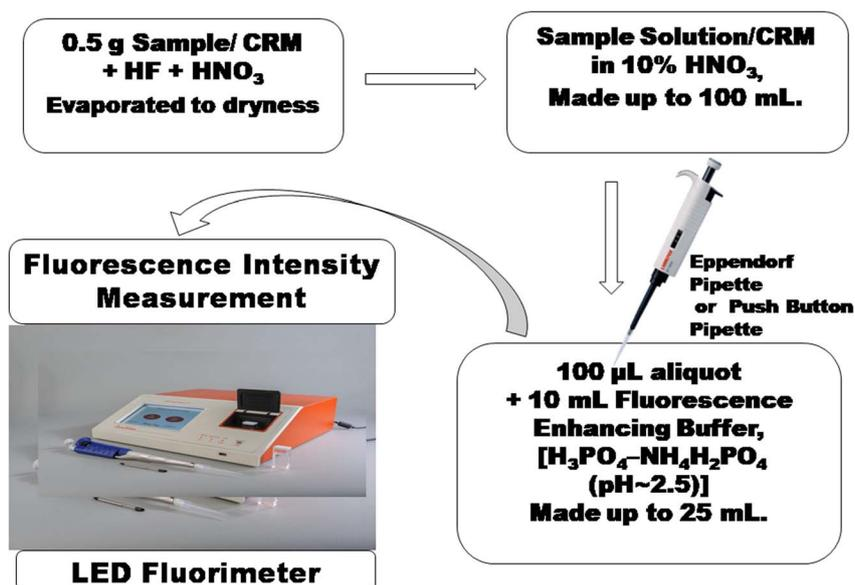 0.5 g Sample/ CRM
+ HF + HNO₃
Evaporated to dryness
Sample Solution/CRM
in 10% HNO₃,
Made up to 100 mL.
Eppendorf
Pipette
or Push Button
Pipette
100 µL aliquot
+ 10 mL Fluorescence
Enhancing Buffer,
[H₃PO₄–NH₄H₂PO₄
(pH~2.5)]
Made up to 25 mL.
Fluorescence Intensity
Measurement
LED Fluorimeter